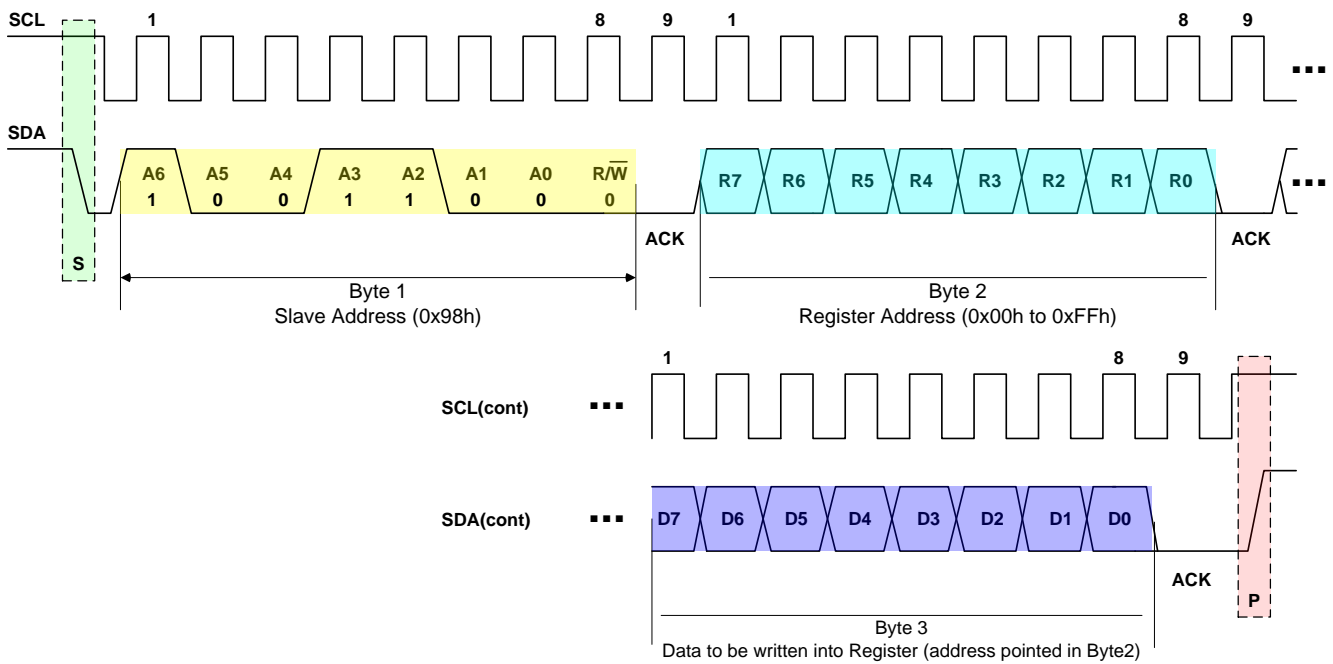 SCL 1 8 9 1 8 9 ...
SDA
A6 A5 A4 A3 A2 A1 A0 R/W̅ R7 R6 R5 R4 R3 R2 R1 R0 ...
1 0 0 1 1 0 0 0
ACK ACK
S
Byte 1 Byte 2
Slave Address (0x98h) Register Address (0x00h to 0xFFh)
1 8 9
SCL(cont) ...
SDA(cont) ... D7 D6 D5 D4 D3 D2 D1 D0
ACK
P
Byte 3
Data to be written into Register (address pointed in Byte2)